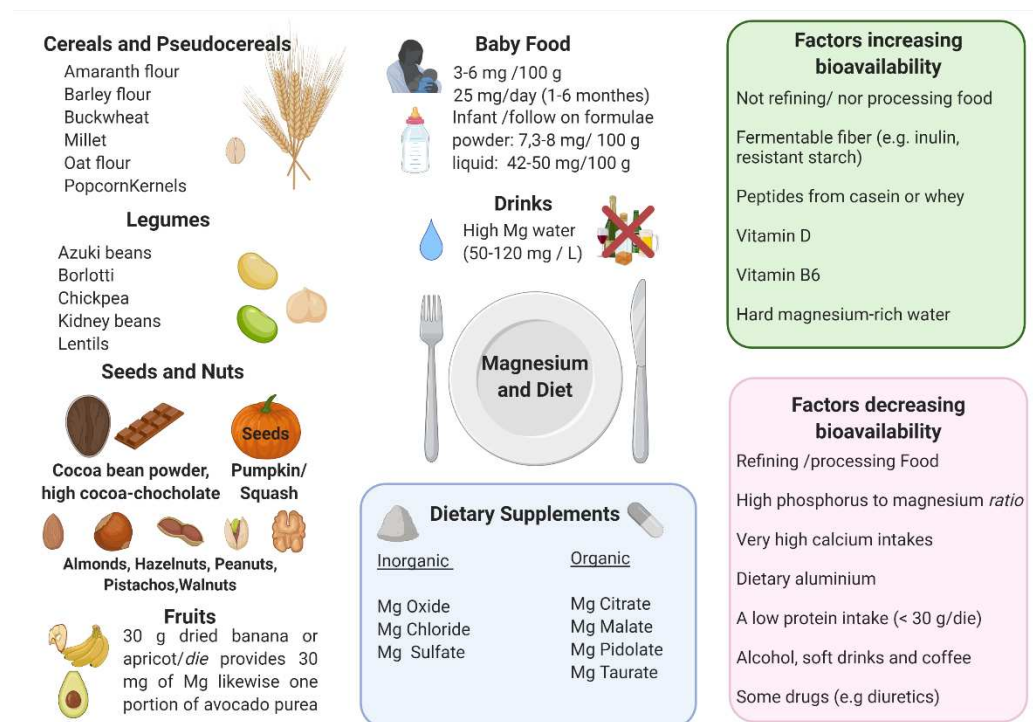 Cereals and Pseudocereals
Amaranth flour
Barley flour
Buckwheat
Millet
Oat flour
PopcornKernels
Legumes
Azuki beans
Borlotti
Chickpea
Kidney beans
Lentils
Seeds and Nuts
Seeds
Cocoa bean powder,
high cocoa-chocholate
Pumpkin/
Squash
Almonds, Hazelnuts, Peanuts,
Pistachos,Walnuts
Fruits
30 g dried banana or
apricot/die provides 30
mg of Mg likewise one
portion of avocado purea
Baby Food
3-6 mg /100 g
25 mg/day (1-6 monthes)
Infant /follow on formulae
powder: 7,3-8 mg/ 100 g
liquid: 42-50 mg/100 g
Drinks
High Mg water
(50-120 mg / L)
Magnesium
and Diet
Dietary Supplements
Inorganic
Mg Oxide
Mg Chloride
Mg Sulfate
Organic
Mg Citrate
Mg Malate
Mg Pidolate
Mg Taurate
Factors increasing
bioavailability
Not refining/ nor processing food
Fermentable fiber (e.g. inulin,
resistant starch)
Peptides from casein or whey
Vitamin D
Vitamin B6
Hard magnesium-rich water
Factors decreasing
bioavailability
Refining /processing Food
High phosphorus to magnesium ratio
Very high calcium intakes
Dietary aluminium
A low protein intake (< 30 g/die)
Alcohol, soft drinks and coffee
Some drugs (e.g diuretics)